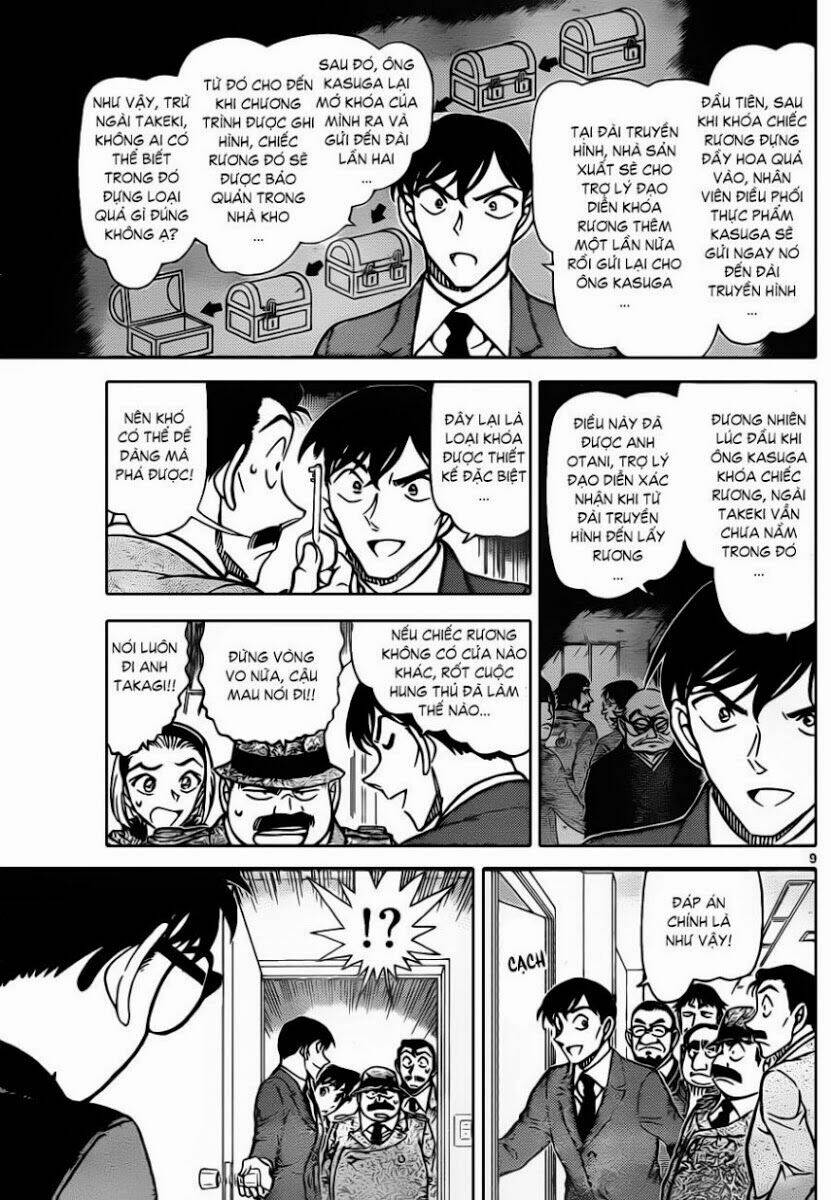 ĐẦU TIÊN, SAU
KHI KHÓA CHIẾC
RƯƠNG ĐỰNG
ĐẦY HOA QUẢ
VÀO, NHÂN
VIÊN ĐIỀU PHỐI
THỰC PHẨM
KASUGA SẼ
GỬI NGAY NÓ
ĐẾN ĐÀI
TRUYỀN HÌNH
...
TẠI ĐÀI TRUYỀN
HÌNH, NHÀ SẢN
XUẤT SẼ CHO
TRỢ LÝ ĐẠO
DIỄN KHÓA
RƯƠNG THÊM
MỘT LẦN NỮA
RỒI GỬI LẠI CHO
ÔNG KASUGA
...
SAU ĐÓ, ÔNG
KASUGA LẠI
MỞ KHÓA CỦA
MÌNH RA VÀ
GỬI ĐẾN ĐÀI
LẦN HAI
...
TỪ ĐÓ CHO ĐẾN
KHI CHƯƠNG
TRÌNH ĐƯỢC GHI
HÌNH, CHIẾC
RƯƠNG ĐÓ SẼ
ĐƯỢC BẢO
QUẢN TRONG
NHÀ KHO
...
NHƯ VẬY, TRỪ
NGÀI TAKEKI,
KHÔNG AI CÓ
THỂ BIẾT
TRONG ĐÓ
ĐỰNG LOẠI
QUẢ GÌ ĐÚNG
KHÔNG Ạ?
ĐƯƠNG NHIÊN
LÚC ĐẦU KHI
ÔNG KASUGA
KHÓA CHIẾC
RƯƠNG, NGÀI
TAKEKI VẪN
CHƯA NẰM
TRONG ĐÓ
...
ĐIỀU NÀY ĐÃ
ĐƯỢC ANH
OTANI, TRỢ LÝ
ĐẠO DIỄN XÁC
NHẬN KHI TỪ
ĐÀI TRUYỀN
HÌNH ĐẾN LẤY
RƯƠNG
...
ĐÂY LẠI LÀ
LOẠI KHÓA
ĐƯỢC THIẾT
KẾ ĐẶC BIỆT
...
NÊN KHÓ
CÓ THỂ DỄ
DÀNG MÀ
PHÁ ĐƯỢC!
NẾU CHIẾC RƯƠNG
KHÔNG CÓ CỬA NÀO
KHÁC, RỐT CUỘC
HUNG THỦ ĐÃ LÀM
THẾ NÀO...
ĐỪNG VÒNG
VO NỮA, CẬU
MAU NÓI ĐI!!
NÓI LUÔN
ĐI ANH
TAKAGI!!
9
ĐÁP ÁN
CHÍNH LÀ
NHƯ VẬY!
CẠCH
!?